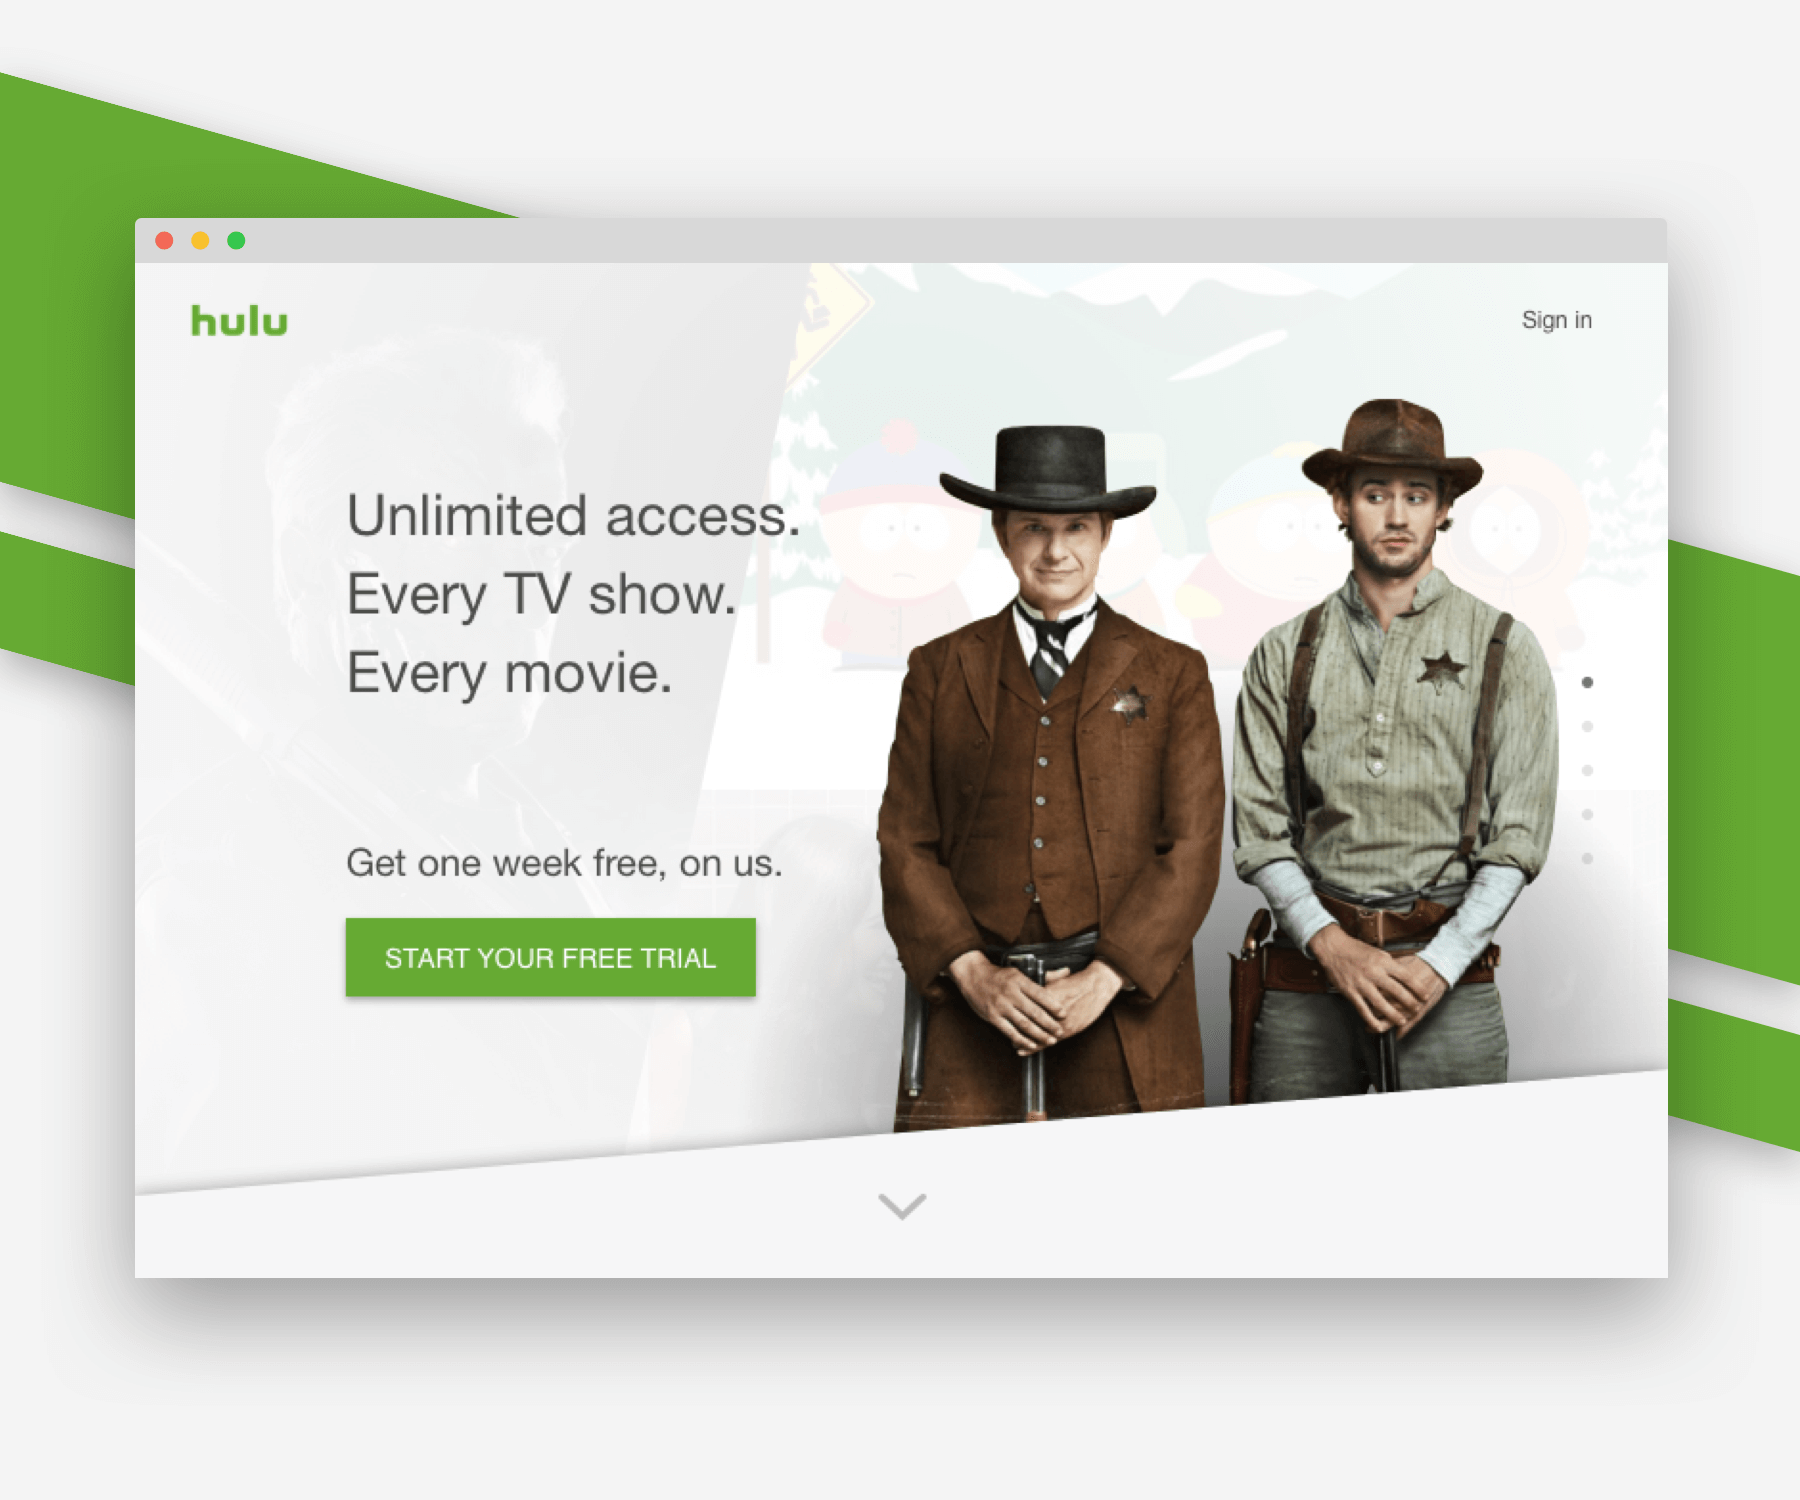 hulu
Sign in
Unlimited access.
Every TV show.
Every movie.
Get one week free, on us.
START YOUR FREE TRIAL